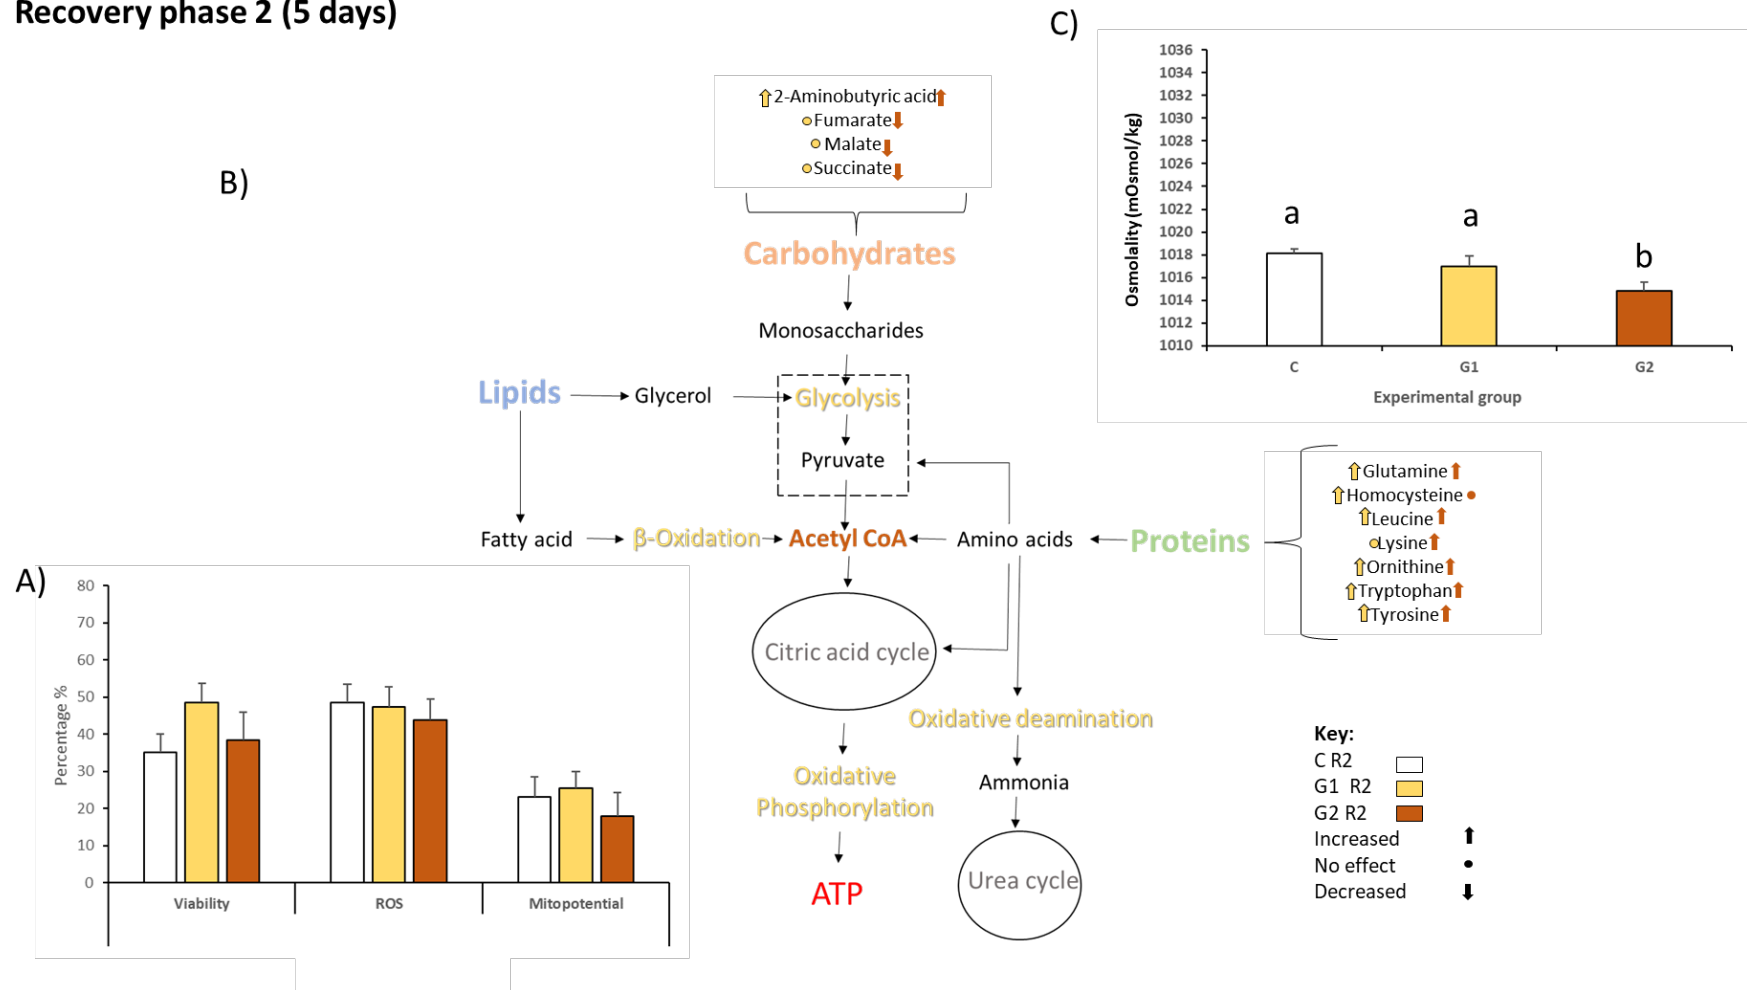 Recovery phase 2 (5 days)
C)
1036
1034
1032
1030
1028
1026
1024
1022
1020
1018
1016
1014
1012
1010
Osmolality (mOsmol/kg)
a
a
b
C
G1
G2
Experimental group
B)
2-Aminobutyric acid
Fumarate
Malate
Succinate
Carbohydrates
Monosaccharides
Lipids
Glycerol
Glycolysis
Pyruvate
Fatty acid
β-Oxidation
Acetyl CoA
Amino acids
Proteins
Glutamine
Homocysteine
Leucine
Lysine
Ornithine
Tryptophan
Tyrosine
Citric acid cycle
Oxidative deamination
Oxidative
Phosphorylation
Ammonia
ATP
Urea cycle
A)
80
70
60
50
40
30
20
10
0
Percentage %
Viability
ROS
Mitopotential
Key:
C R2
G1 R2
G2 R2
Increased
No effect
Decreased